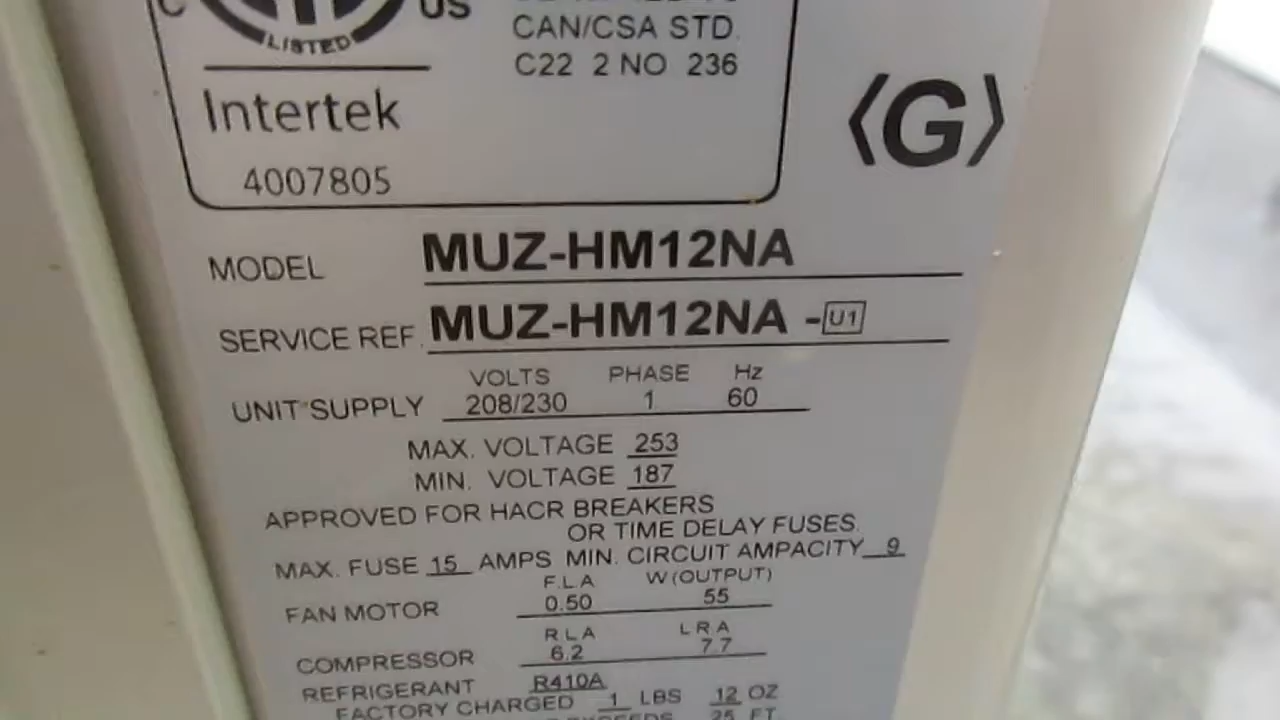 C US
LISTED
CAN/CSA STD.
C22 2 NO 236
Intertek
4007805
〈G〉
MODEL MUZ-HM12NA
SERVICE REF. MUZ-HM12NA -U1
VOLTS PHASE Hz
UNIT SUPPLY 208/230 1 60
MAX. VOLTAGE 253
MIN. VOLTAGE 187
APPROVED FOR HACR BREAKERS
OR TIME DELAY FUSES.
MAX. FUSE 15 AMPS MIN. CIRCUIT AMPACITY 9
F.L.A W(OUTPUT)
FAN MOTOR 0.50 55
R L A L R A
COMPRESSOR 6.2 7.7
REFRIGERANT R410A
FACTORY CHARGED 1 LBS 12 OZ
25 FT.